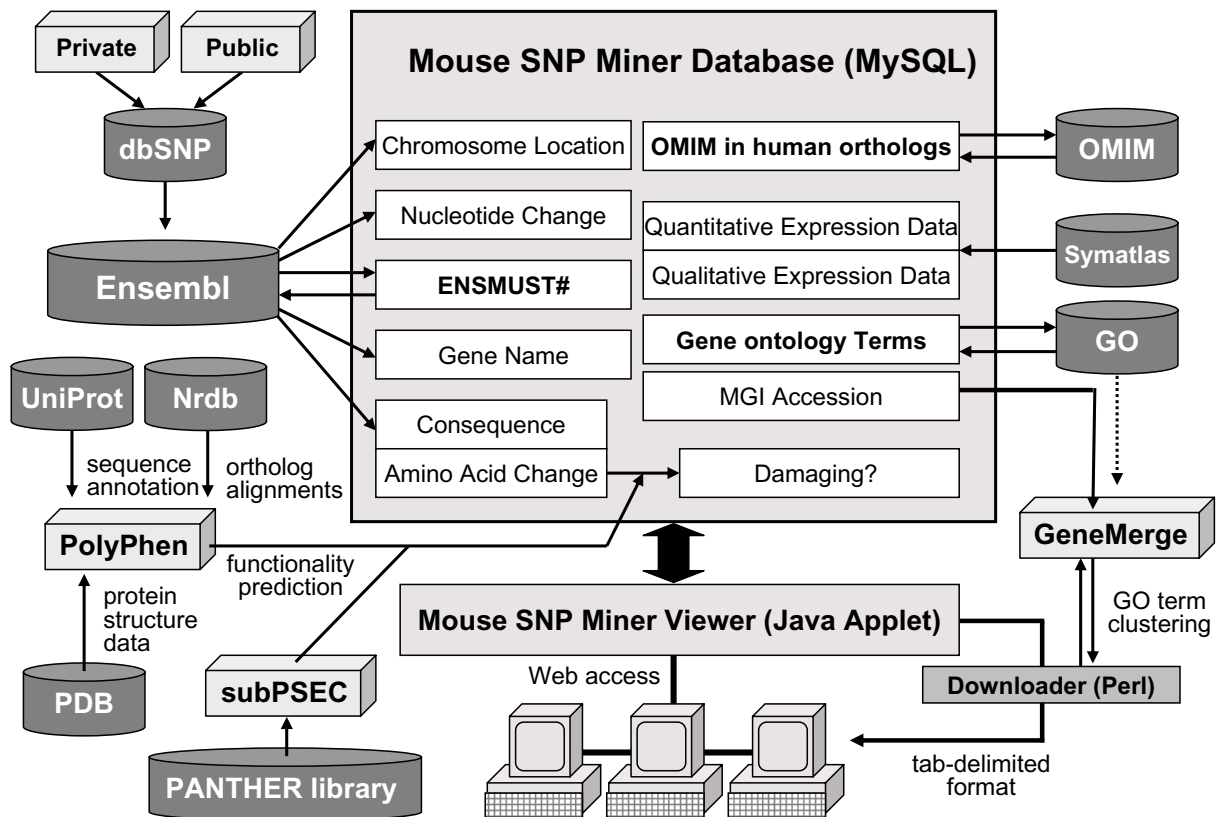 Private
Public
dbSNP
Ensembl
UniProt
Nrdb
sequence
annotation
ortholog
alignments
PolyPhen
functionality
prediction
protein
structure
data
PDB
subPSEC
PANTHER library
Mouse SNP Miner Database (MySQL)
Chromosome Location
Nucleotide Change
ENSMUST#
Gene Name
Consequence
Amino Acid Change
OMIM in human orthologs
Quantitative Expression Data
Qualitative Expression Data
Gene ontology Terms
MGI Accession
Damaging?
OMIM
Symatlas
GO
GeneMerge
GO term
clustering
Mouse SNP Miner Viewer (Java Applet)
Web access
Downloader (Perl)
tab-delimited
format